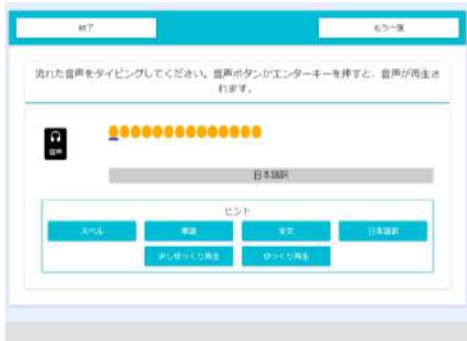 終了
もう一度
流れた音声をタイピングしてください。音声ボタンかエンターキーを押すと、音声が再生さ
れます。
音声
日本語訳
ヒント
スペル
単語
全文
日本語訳
少しゆっくり再生
ゆっくり再生